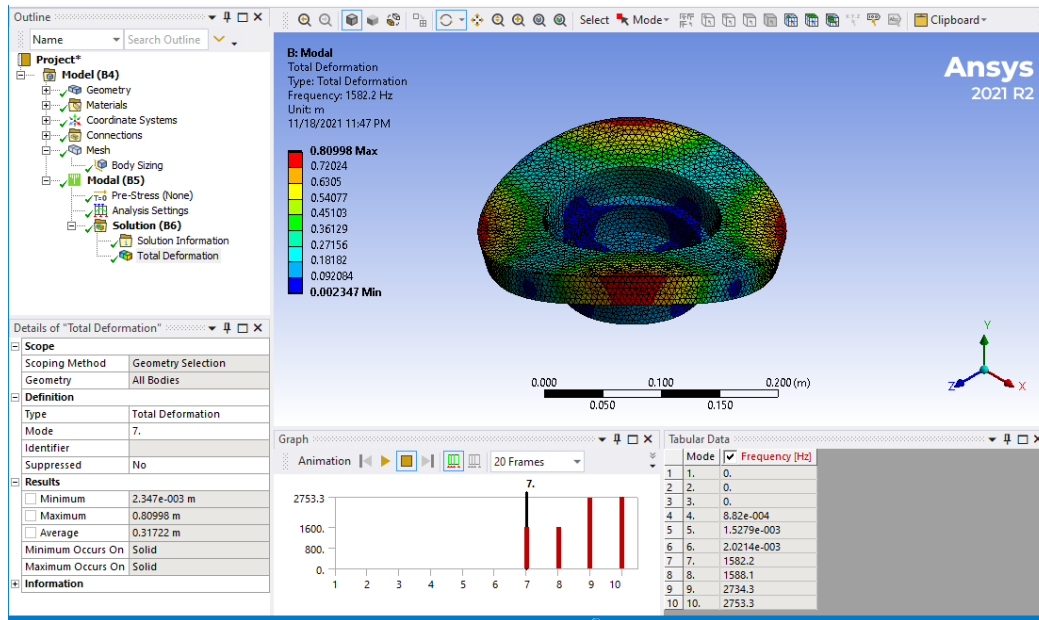 Outline
Name
Search Outline
Project*
Model (B4)
Geometry
Materials
Coordinate Systems
Connections
Mesh
Body Sizing
Modal (B5)
T=0 Pre-Stress (None)
Analysis Settings
Solution (B6)
Solution Information
Total Deformation
Details of "Total Deformation"
Scope
Scoping Method Geometry Selection
Geometry All Bodies
Definition
Type Total Deformation
Mode 7.
Identifier
Suppressed No
Results
Minimum 2.347e-003 m
Maximum 0.80998 m
Average 0.31722 m
Minimum Occurs On Solid
Maximum Occurs On Solid
Information
Select Mode Clipboard
B: Modal
Total Deformation
Type: Total Deformation
Frequency: 1582.2 Hz
Unit: m
11/18/2021 11:47 PM
0.80998 Max
0.72024
0.6305
0.54077
0.45103
0.36129
0.27156
0.18182
0.092084
0.002347 Min
Ansys
2021 R2
Y
Z X
0.000 0.100 0.200 (m)
0.050 0.150
Graph
Animation 20 Frames
7.
2753.3
1600.
800.
0.
1 2 3 4 5 6 7 8 9 10
Tabular Data
Mode Frequency [Hz]
1 1. 0.
2 2. 0.
3 3. 0.
4 4. 8.82e-004
5 5. 1.5279e-003
6 6. 2.0214e-003
7 7. 1582.2
8 8. 1588.1
9 9. 2734.3
10 10. 2753.3